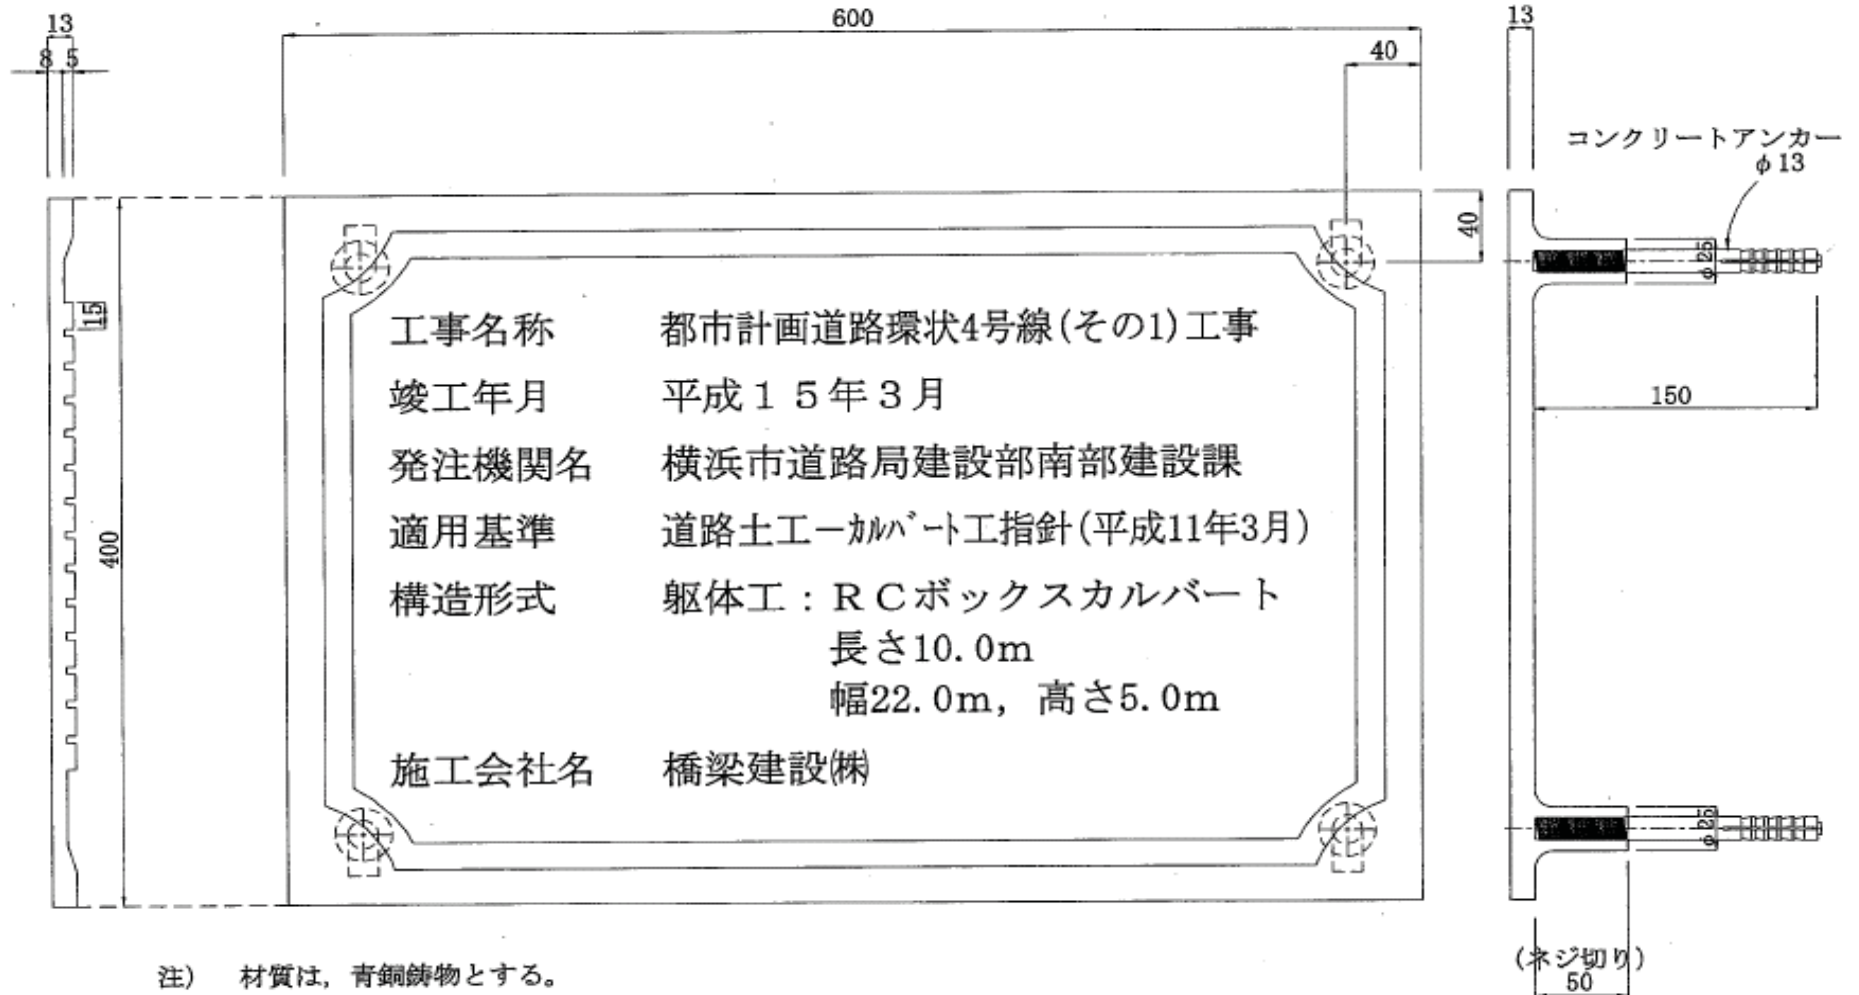 13
600
13
8 5
40
コンクリートアンカー
φ13
40
φ25
15
工事名称 都市計画道路環状4号線(その1)工事
竣工年月 平成15年3月
150
発注機関名 横浜市道路局建設部南部建設課
適用基準 道路土工-カルバート工指針(平成11年3月)
400
構造形式 躯体工:RCボックスカルバート
長さ10.0m
幅22.0m, 高さ5.0m
施工会社名 橋梁建設㈱
φ25
(ネジ切り)
50
注) 材質は, 青銅鋳物とする。